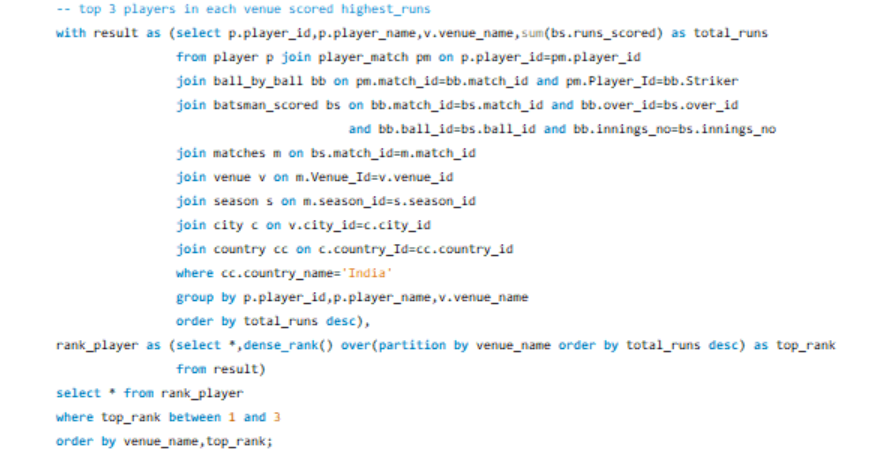 -- top 3 players in each venue scored highest_runs
with result as (select p.player_id,p.player_name,v.venue_name,sum(bs.runs_scored) as total_runs
from player p join player_match pm on p.player_id=pm.player_id
join ball_by_ball bb on pm.match_id=bb.match_id and pm.Player_Id=bb.Striker
join batsman_scored bs on bb.match_id=bs.match_id and bb.over_id=bs.over_id
and bb.ball_id=bs.ball_id and bb.innings_no=bs.innings_no
join matches m on bs.match_id=m.match_id
join venue v on m.Venue_Id=v.venue_id
join season s on m.season_id=s.season_id
join city c on v.city_id=c.city_id
join country cc on c.country_Id=cc.country_id
where cc.country_name='India'
group by p.player_id,p.player_name,v.venue_name
order by total_runs desc),
rank_player as (select *,dense_rank() over(partition by venue_name order by total_runs desc) as top_rank
from result)
select * from rank_player
where top_rank between 1 and 3
order by venue_name,top_rank;